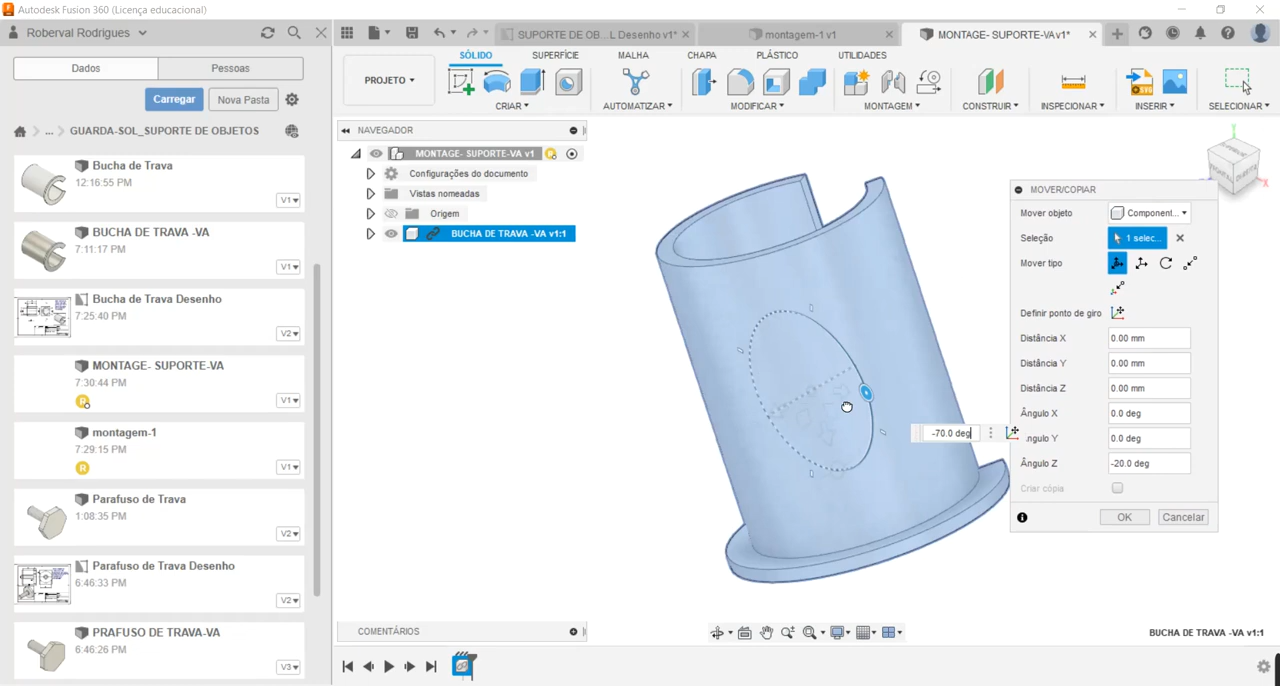 Autodesk Fusion 360 (Licença educacional)
Roberval Rodrigues
SUPORTE DE OB...L Desenho v1*
montagem-1 v1
MONTAGE- SUPORTE-VA v1*
Dados
Pessoas
Carregar
Nova Pasta
... GUARDA-SOL_SUPORTE DE OBJETOS
Bucha de Trava
12:16:55 PM
V1
BUCHA DE TRAVA -VA
7:11:17 PM
V1
Bucha de Trava Desenho
7:25:40 PM
V2
MONTAGE- SUPORTE-VA
7:30:44 PM
V1
montagem-1
7:29:15 PM
V1
Parafuso de Trava
1:08:35 PM
V2
Parafuso de Trava Desenho
6:46:33 PM
V2
PRAFUSO DE TRAVA-VA
6:46:26 PM
V3
PROJETO
SÓLIDO
SUPERFÍCIE
MALHA
CHAPA
PLÁSTICO
UTILIDADES
CRIAR
AUTOMATIZAR
MODIFICAR
MONTAGEM
CONSTRUIR
INSPECIONAR
INSERIR
SELECIONAR
NAVEGADOR
MONTAGE- SUPORTE-VA v1
Configurações do documento
Vistas nomeadas
Origem
BUCHA DE TRAVA -VA v1:1
-70.0 deg
MOVER/COPIAR
Mover objeto Component...
Seleção 1 selec...
Mover tipo
Definir ponto de giro
Distância X 0.00 mm
Distância Y 0.00 mm
Distância Z 0.00 mm
Ângulo X 0.0 deg
ngulo Y 0.0 deg
Ângulo Z -20.0 deg
Criar cópia
OK
Cancelar
COMENTÁRIOS
BUCHA DE TRAVA -VA v1:1